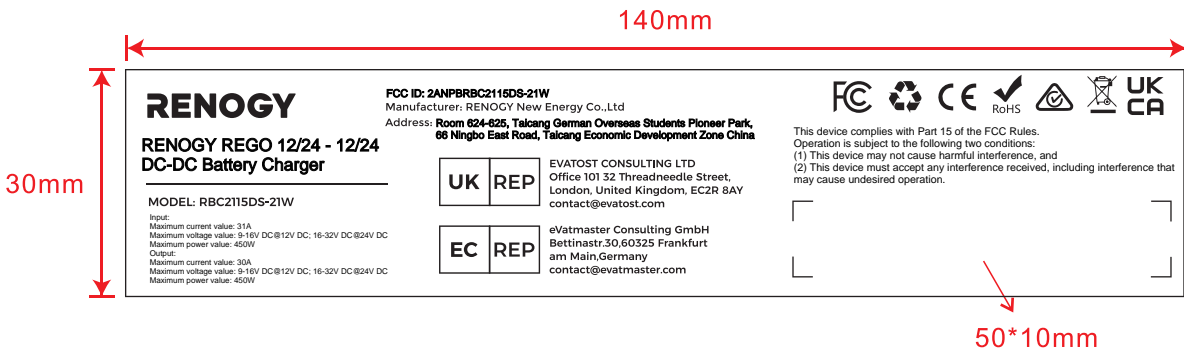 140mm
30mm
RENOGY
RENOGY REGO 12/24 - 12/24
DC-DC Battery Charger
MODEL: RBC2115DS-21W
Input:
Maximum current value: 31A
Maximum voltage value: 9-16V DC@12V DC; 16-32V DC@24V DC
Maximum power value: 450W
Output:
Maximum current value: 30A
Maximum voltage value: 9-16V DC@12V DC; 16-32V DC@24V DC
Maximum power value: 450W
FCC ID: 2ANPBRBC2115DS-21W
Manufacturer: RENOGY New Energy Co.,Ltd
Address: Room 624-625, Taicang German Overseas Students Pioneer Park,
66 Ningbo East Road, Taicang Economic Development Zone China
UK REP
EVATOST CONSULTING LTD
Office 101 32 Threadneedle Street,
London, United Kingdom, EC2R 8AY
contact@evatost.com
EC REP
eVatmaster Consulting GmbH
Bettinastr.30,60325 Frankfurt
am Main,Germany
contact@evatmaster.com
FC CE RoHS UK
CA
This device complies with Part 15 of the FCC Rules.
Operation is subject to the following two conditions:
(1) This device may not cause harmful interference, and
(2) This device must accept any interference received, including interference that
may cause undesired operation.
50*10mm